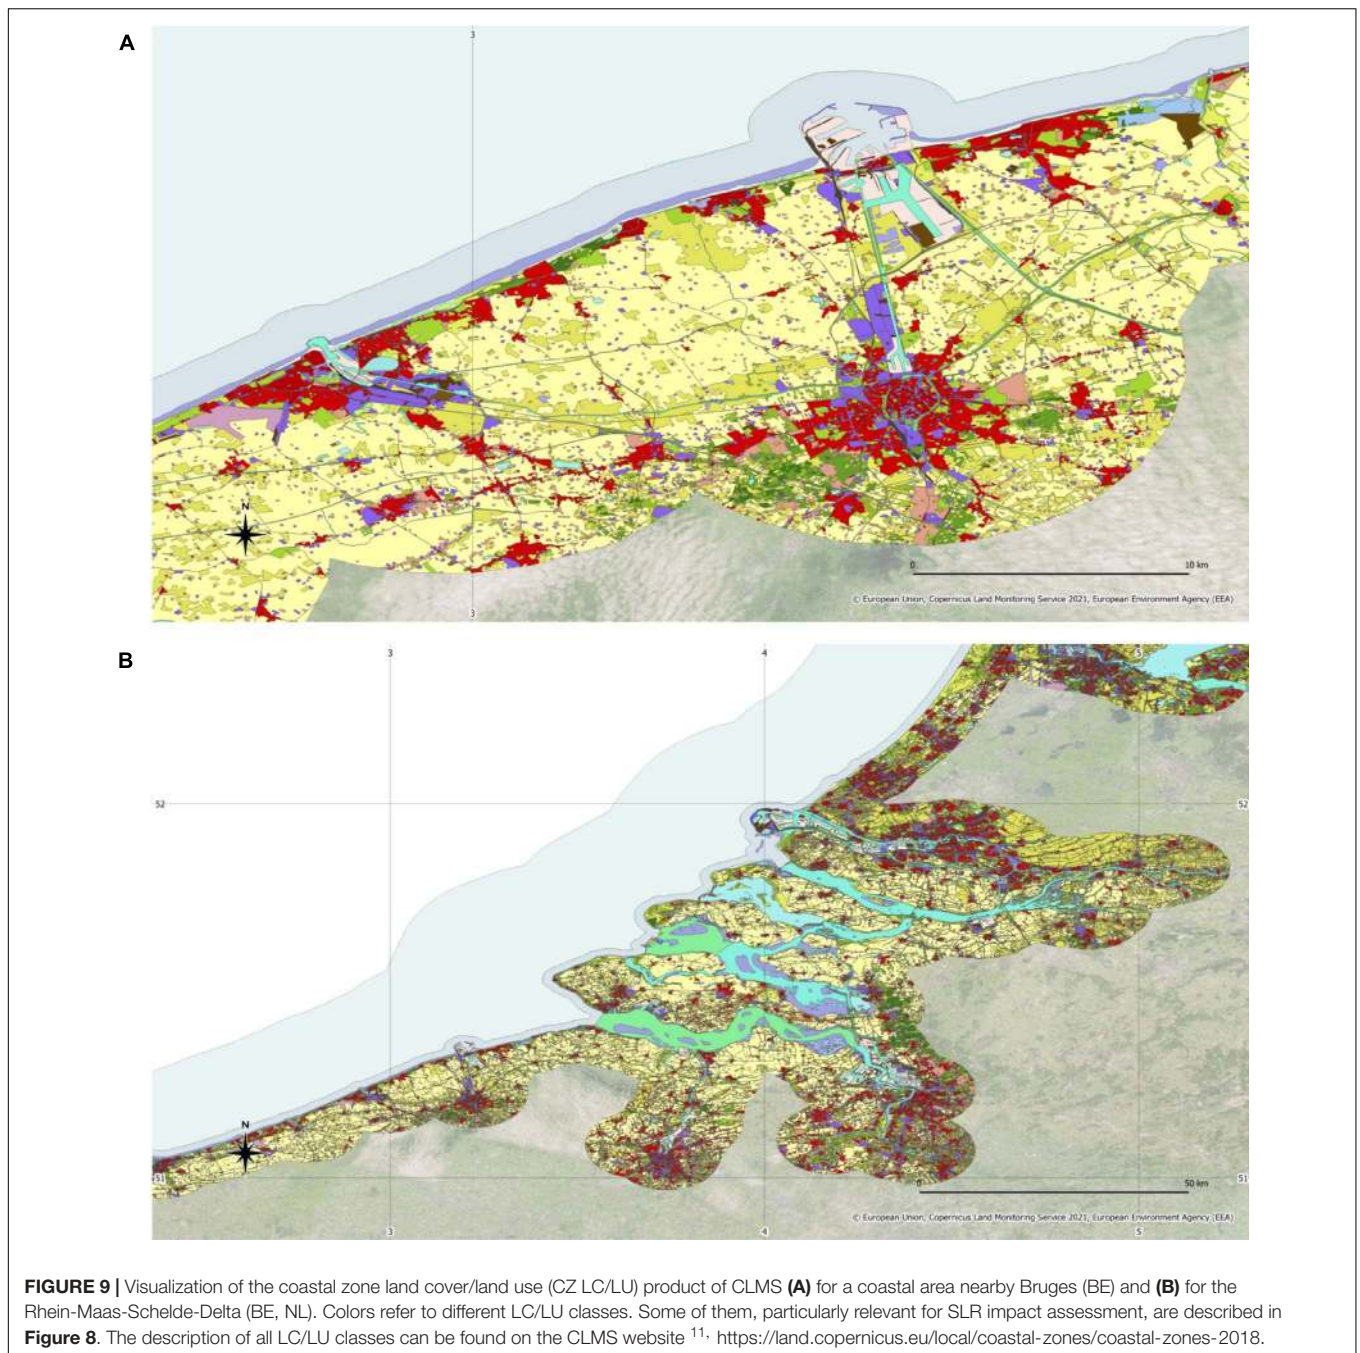 A
3
N
0 10 km
© European Union, Copernicus Land Monitoring Service 2021, European Environment Agency (EEA)
3
B
3 4 5
52 52
N
51 0 51
50 km
© European Union, Copernicus Land Monitoring Service 2021, European Environment Agency (EEA)
3 4 5
FIGURE 9 | Visualization of the coastal zone land cover/land use (CZ LC/LU) product of CLMS (A) for a coastal area nearby Bruges (BE) and (B) for the
Rhein-Maas-Schelde-Delta (BE, NL). Colors refer to different LC/LU classes. Some of them, particularly relevant for SLR impact assessment, are described in
Figure 8. The description of all LC/LU classes can be found on the CLMS website 11, https://land.copernicus.eu/local/coastal-zones/coastal-zones-2018.